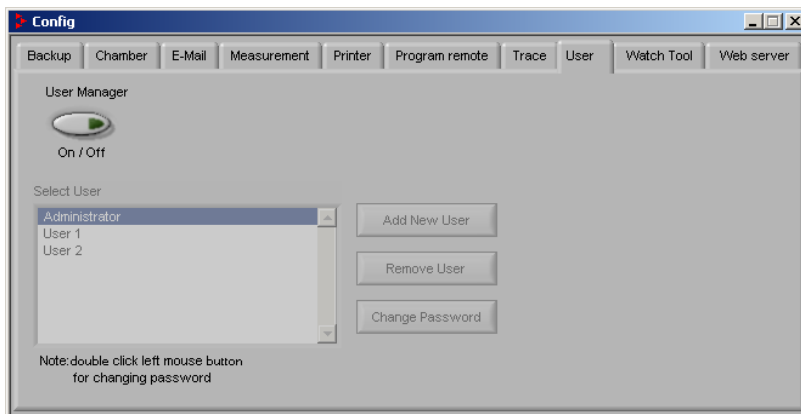 Config
Backup Chamber E-Mail Measurement Printer Program remote Trace User Watch Tool Web server
User Manager
On / Off
Select User
Administrator
User 1
User 2
Add New User
Remove User
Change Password
Note:double click left mouse button
for changing password